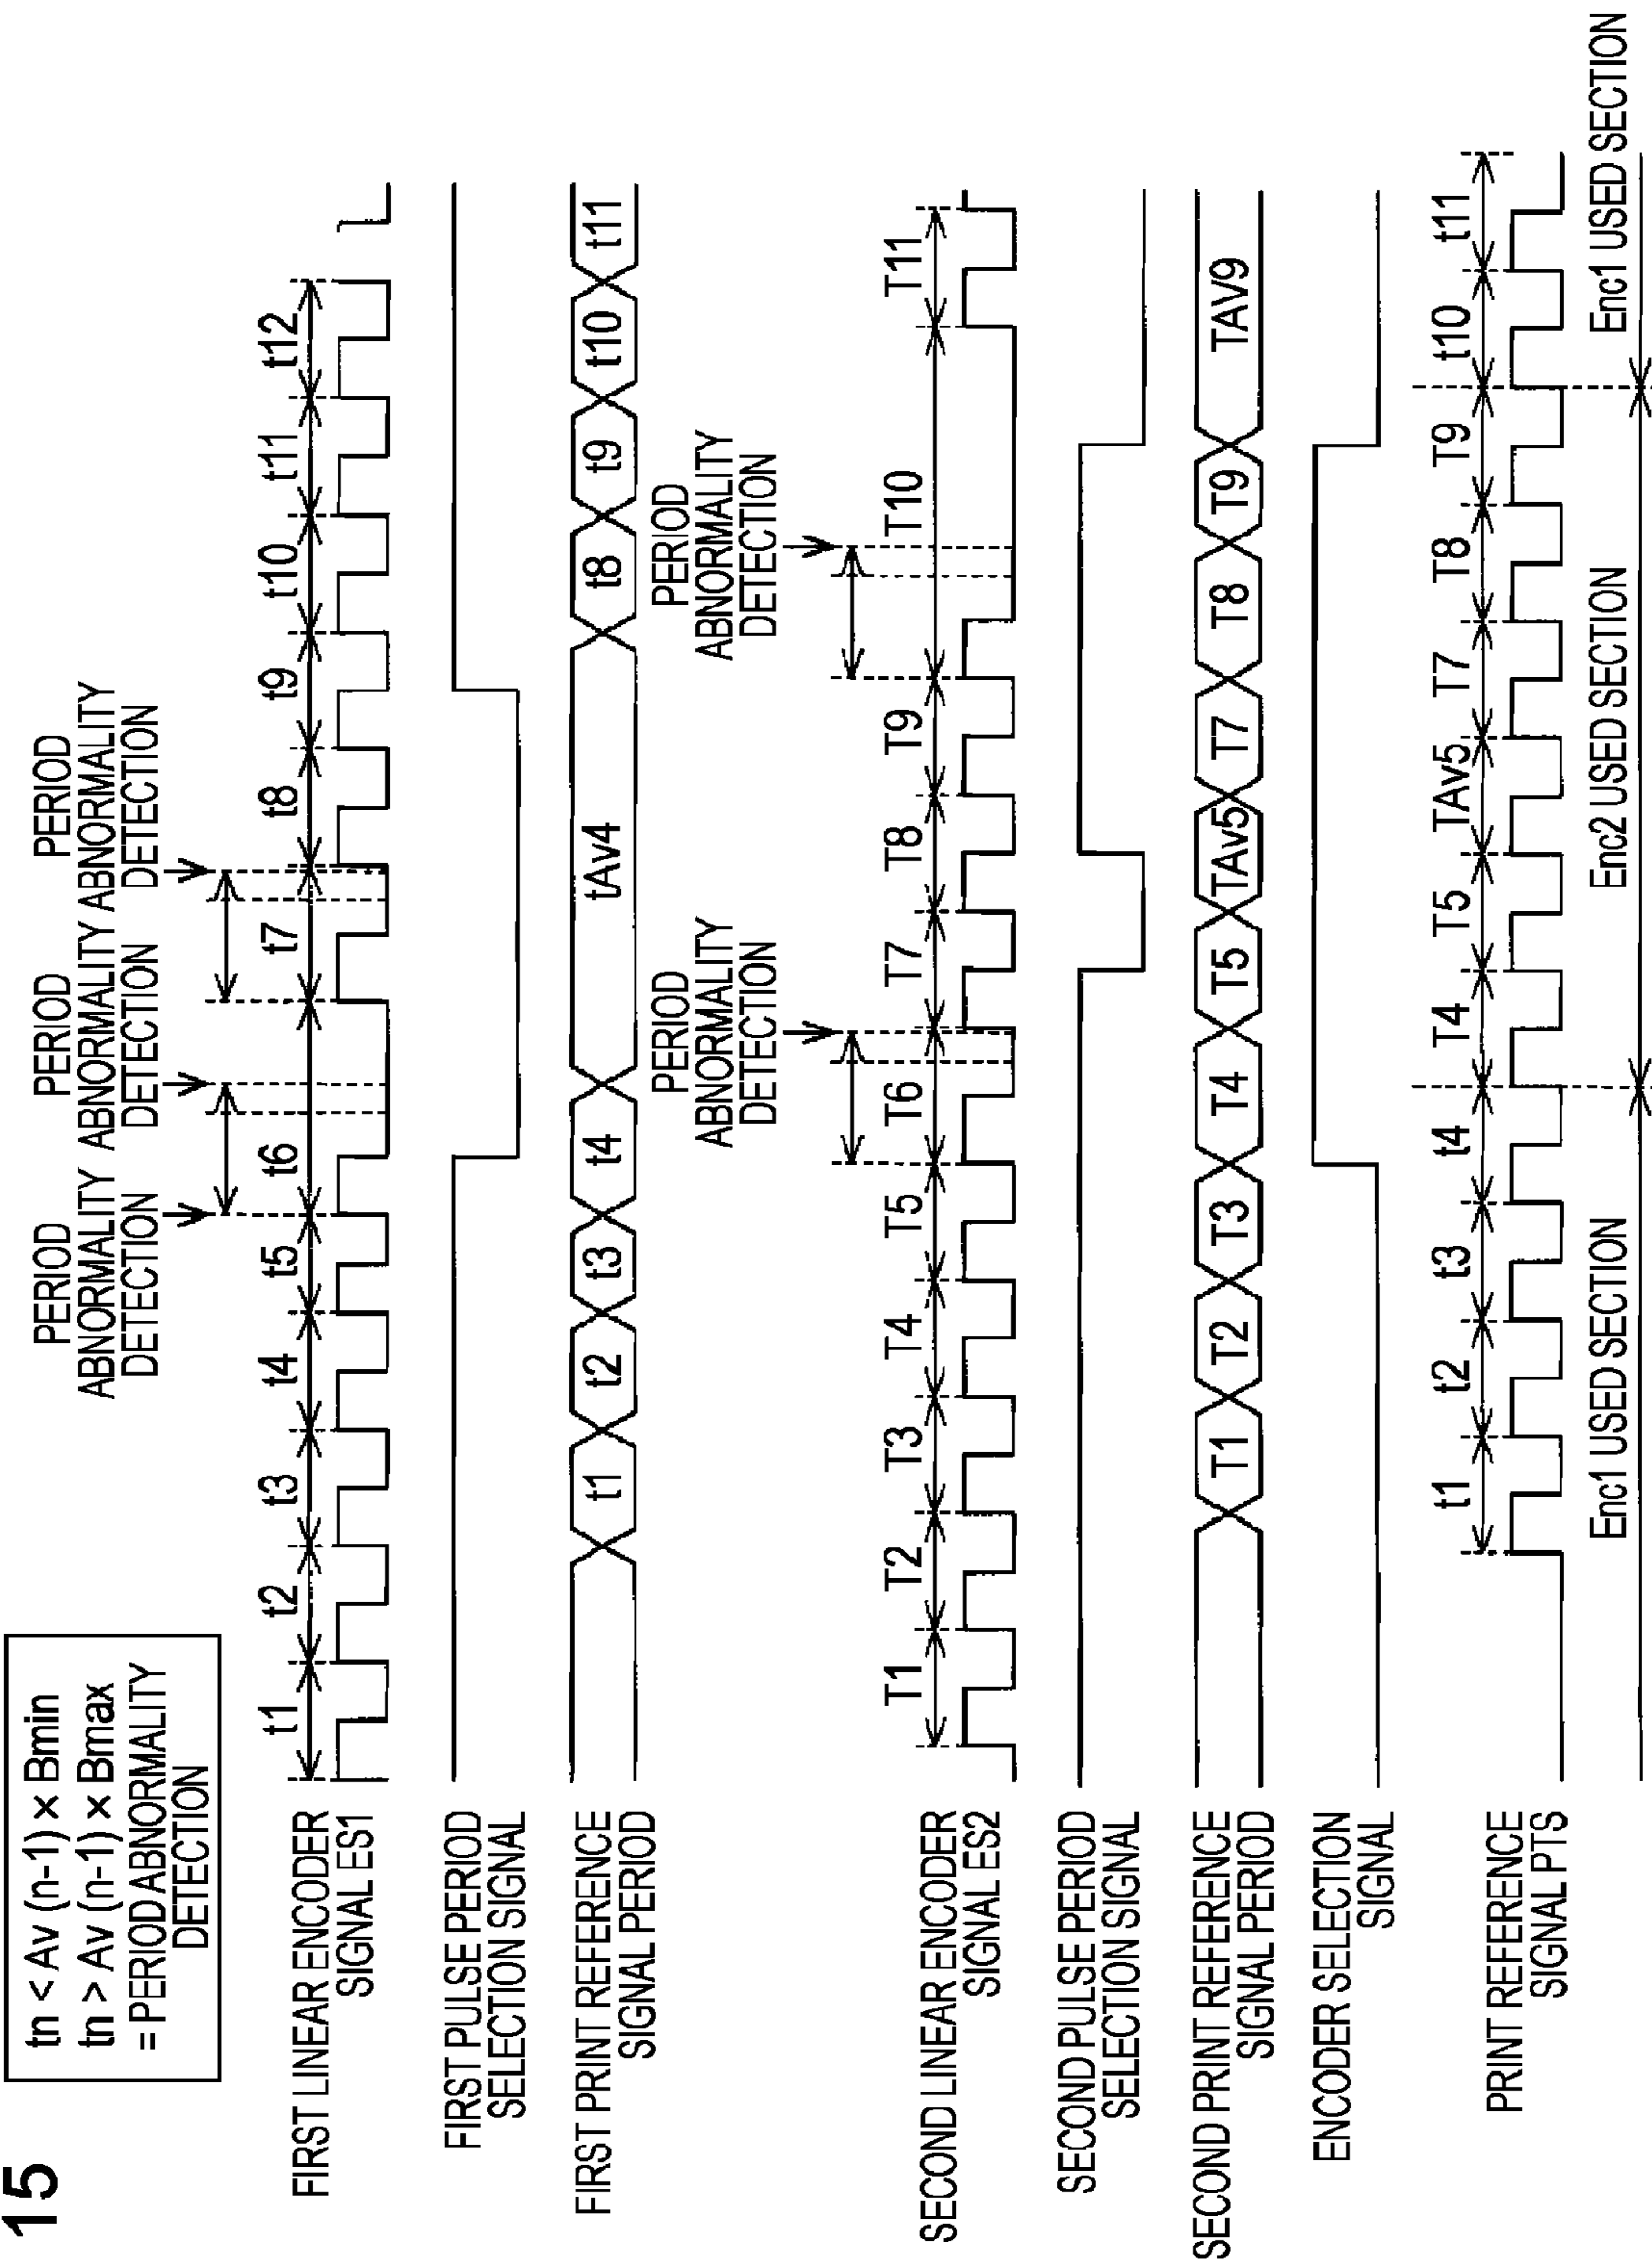 15
tn < Av (n-1) × Bmin
tn > Av (n-1) × Bmax
= PERIOD ABNORMALITY
DETECTION
PERIOD
ABNORMALITY
DETECTION
PERIOD
ABNORMALITY
DETECTION
PERIOD
ABNORMALITY
DETECTION
FIRST LINEAR ENCODER
SIGNAL ES1
t1 t2 t3 t4 t5 t6 t7 t8 t9 t10 t11 t12
FIRST PULSE PERIOD
SELECTION SIGNAL
FIRST PRINT REFERENCE
SIGNAL PERIOD
t1 t2 t3 t4 tAv4 t8 t9 t10 t11
PERIOD
ABNORMALITY
DETECTION
PERIOD
ABNORMALITY
DETECTION
SECOND LINEAR ENCODER
SIGNAL ES2
T1 T2 T3 T4 T5 T6 T7 T8 T9 T10 T11
SECOND PULSE PERIOD
SELECTION SIGNAL
SECOND PRINT REFERENCE
SIGNAL PERIOD
T1 T2 T3 T4 T5 TAv5 T7 T8 T9 TAV9
ENCODER SELECTION
SIGNAL
PRINT REFERENCE
SIGNAL PTS
t1 t2 t3 t4 T4 T5 TAv5 T7 T8 T9 t10 t11
Enc1 USED SECTION Enc2 USED SECTION Enc1 USED SECTION